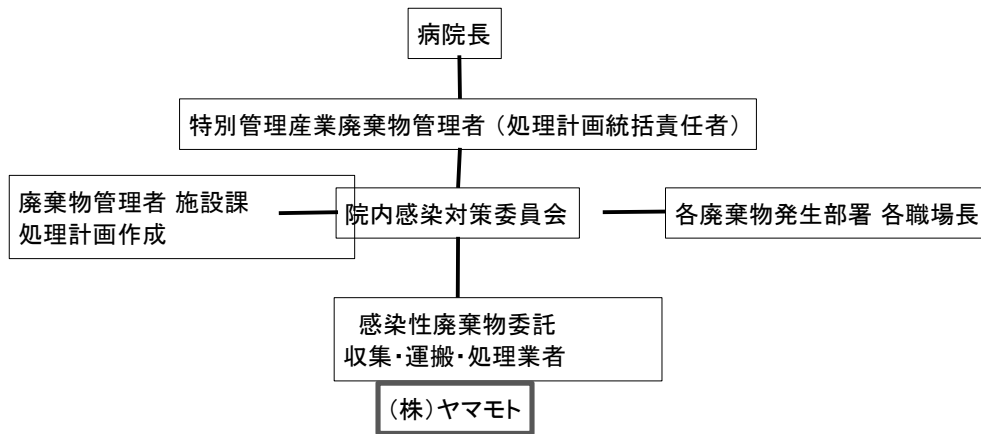 病院長
特別管理産業廃棄物管理者（処理計画統括責任者）
廃棄物管理者 施設課
処理計画作成
院内感染対策委員会
各廃棄物発生部署 各職場長
感染性廃棄物委託
収集・運搬・処理業者
（株）ヤマモト